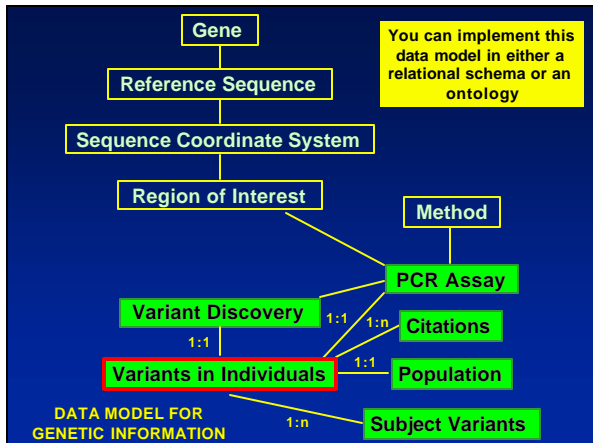 Gene
You can implement this
data model in either a
relational schema or an
ontology
Reference Sequence
Sequence Coordinate System
Region of Interest
Method
PCR Assay
Variant Discovery
1:1
1:n
Citations
1:1
1:1
Variants in Individuals
Population
DATA MODEL FOR
GENETIC INFORMATION
1:n
Subject Variants